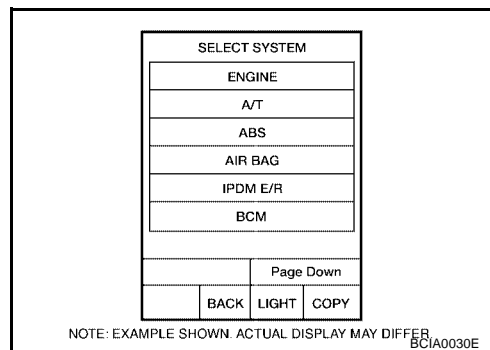 SELECT SYSTEM
ENGINE
A/T
ABS
AIR BAG
IPDM E/R
BCM
Page Down
BACK LIGHT COPY
NOTE: EXAMPLE SHOWN. ACTUAL DISPLAY MAY DIFFER.
BCIA0030E